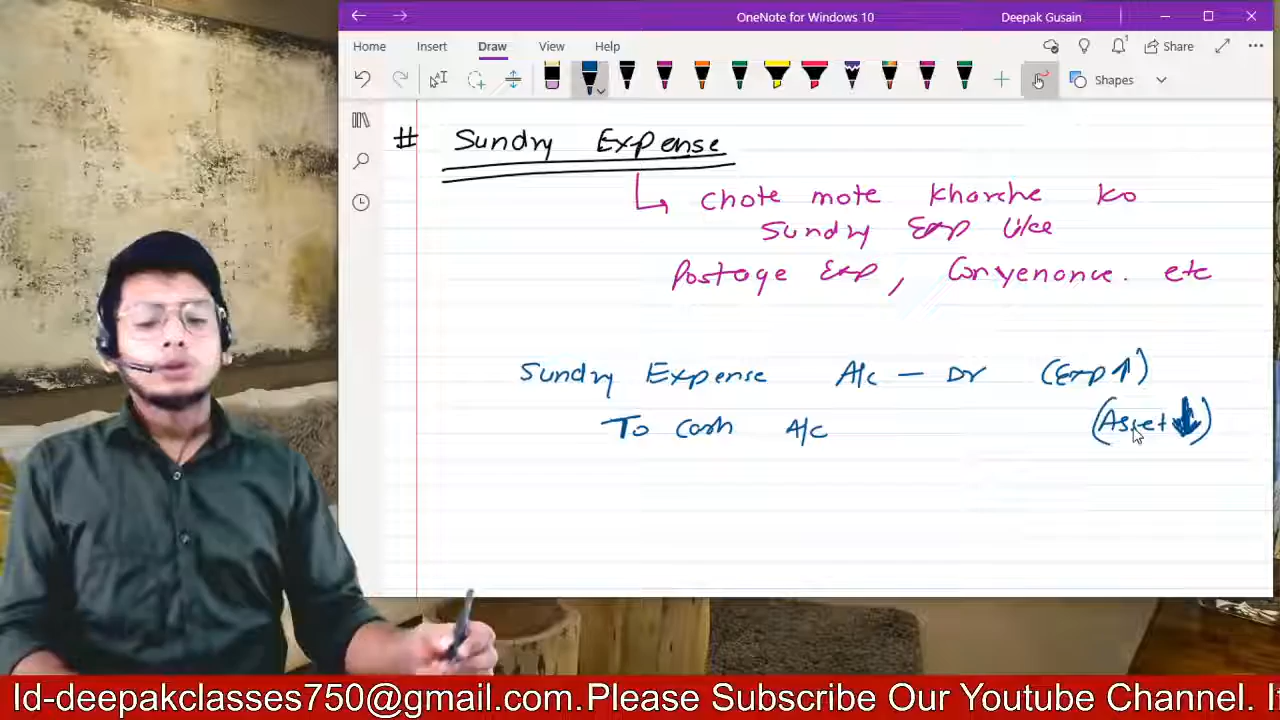 OneNote for Windows 10
Deepak Gusain
Home Insert Draw View Help
Share
Shapes
# Sundry Expense
Chote mote Kharche Ko
Sundry Exp like
Postage Exp, Convenance. etc
Sundry Expense A/c — Dr (Exp ↑)
To Cash A/c (Asset ↓)
Id-deepakclasses750@gmail.com.Please Subscribe Our Youtube Channel.